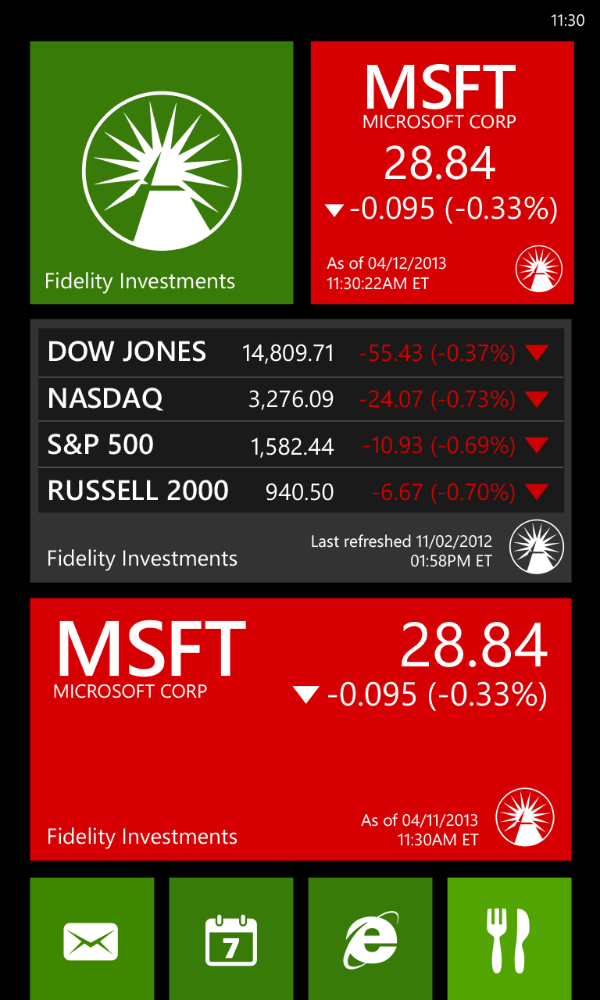 11:30
Fidelity Investments
MSFT
MICROSOFT CORP
28.84
-0.095 (-0.33%)
As of 04/12/2013
11:30:22AM ET
DOW JONES 14,809.71 -55.43 (-0.37%)
NASDAQ 3,276.09 -24.07 (-0.73%)
S&P 500 1,582.44 -10.93 (-0.69%)
RUSSELL 2000 940.50 -6.67 (-0.70%)
Fidelity Investments
Last refreshed 11/02/2012
01:58PM ET
MSFT
MICROSOFT CORP
28.84
-0.095 (-0.33%)
Fidelity Investments
As of 04/11/2013
11:30AM ET
7